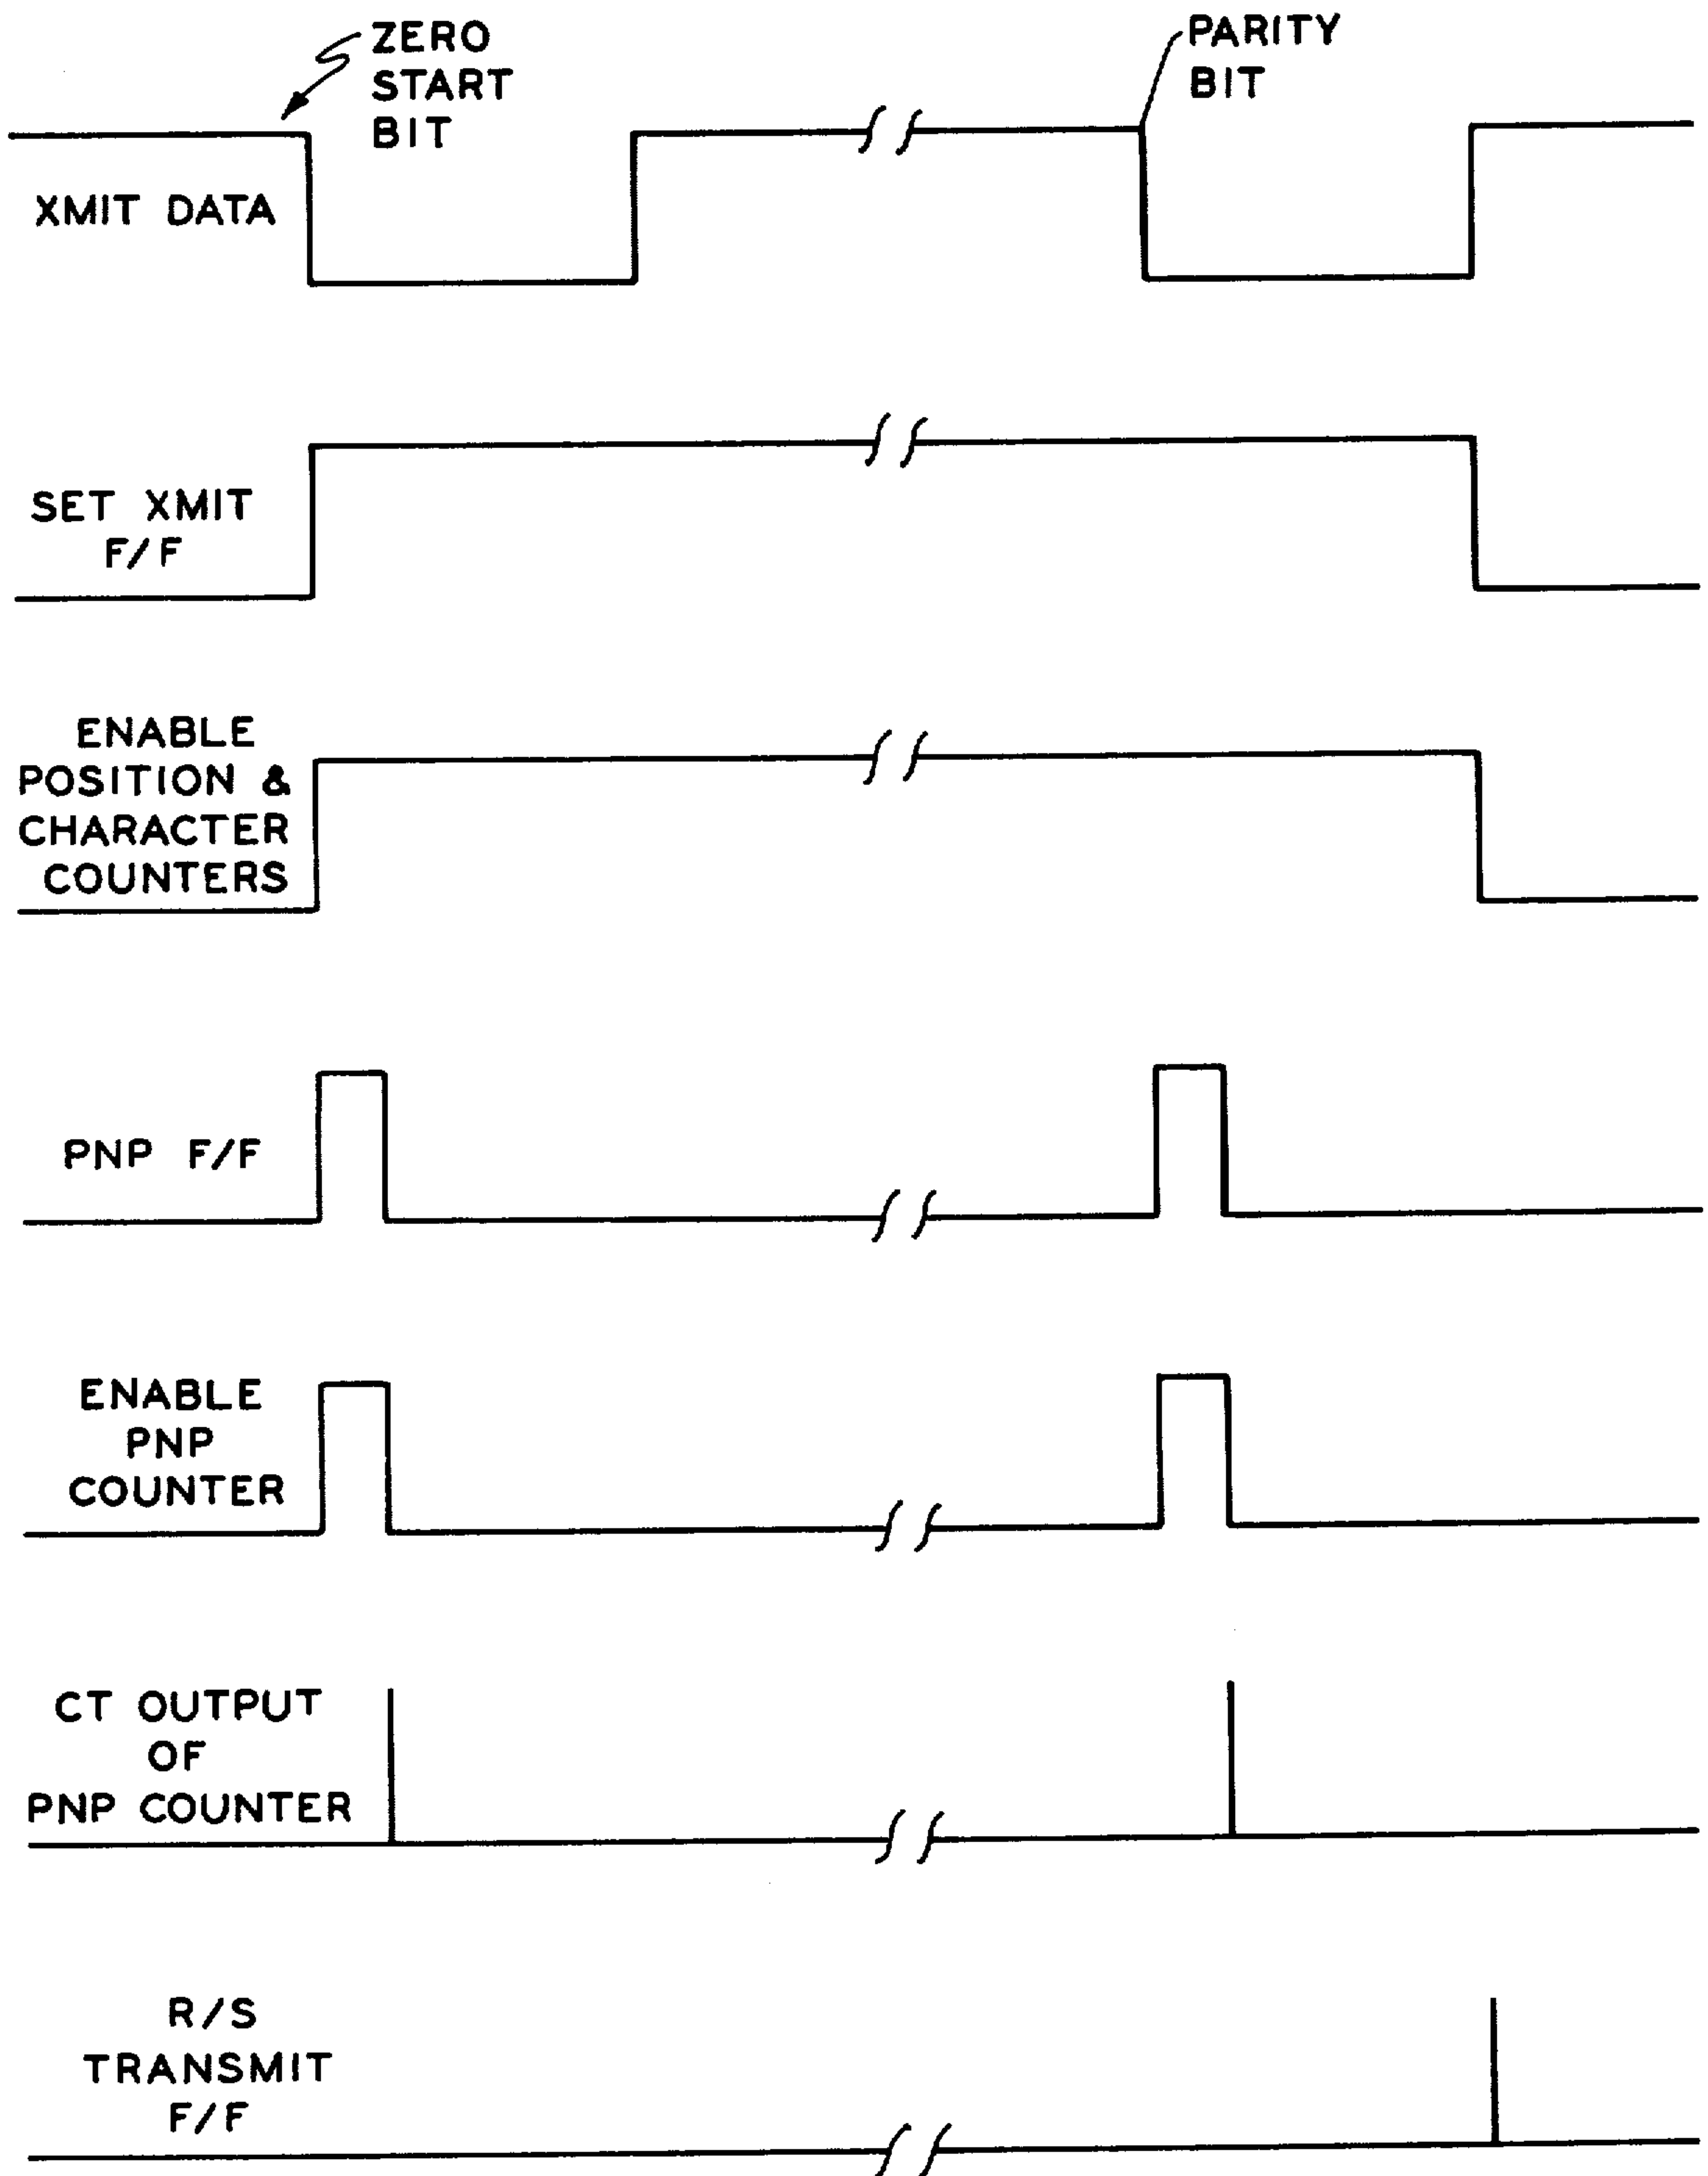 ZERO
START
BIT
PARITY
BIT
XMIT DATA
SET XMIT
F/F
ENABLE
POSITION &
CHARACTER
COUNTERS
PNP F/F
ENABLE
PNP
COUNTER
CT OUTPUT
OF
PNP COUNTER
R/S
TRANSMIT
F/F